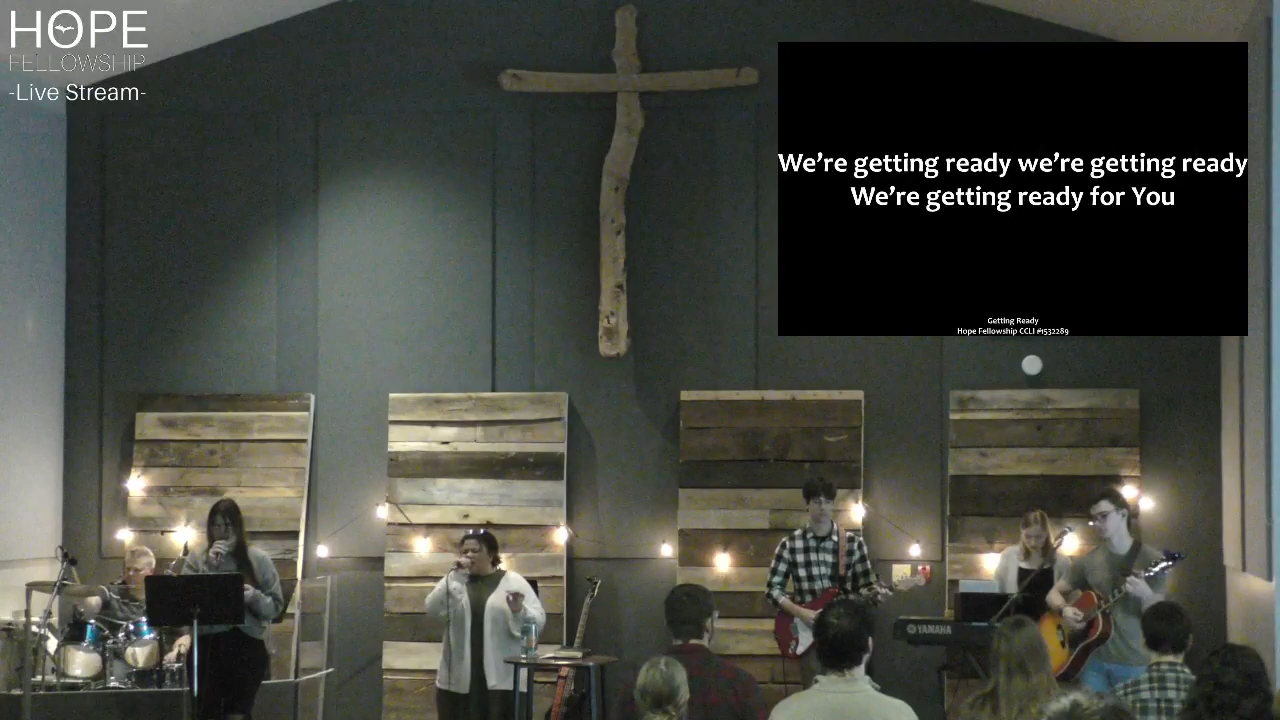 HOPE
FELLOWSHIP
-Live Stream-
We're getting ready we're getting ready
We're getting ready for You
Getting Ready
Hope Fellowship CCLI #1532289
YAMAHA